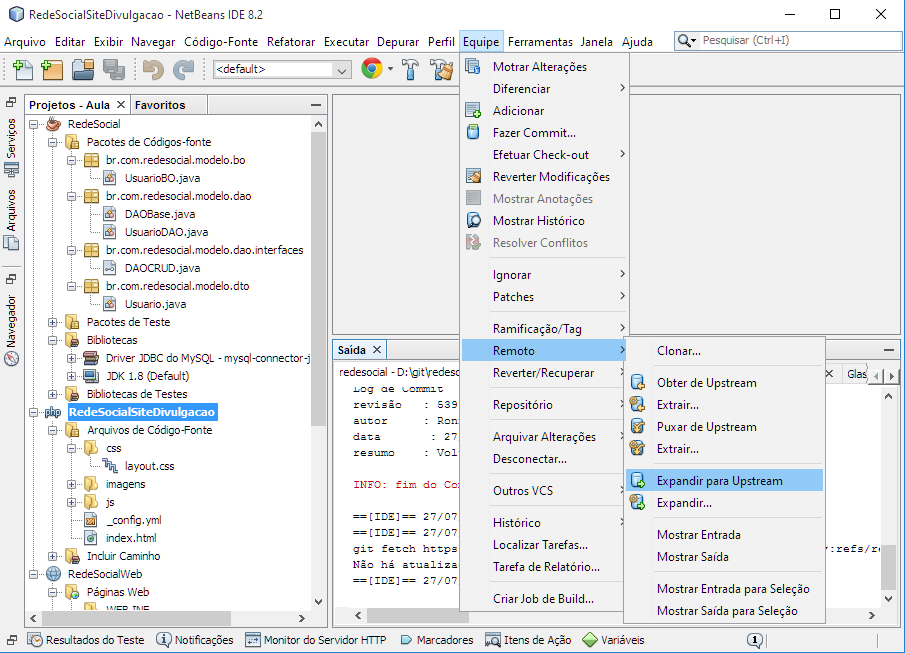 RedeSocialSiteDivulgacao - NetBeans IDE 8.2
Arquivo Editar Exibir Navegar Código-Fonte Refatorar Executar Depurar Perfil Equipe Ferramentas Janela Ajuda
Pesquisar (Ctrl+I)
<default>
Serviços
Arquivos
Navegador
Projetos - Aula
Favoritos
RedeSocial
Pacotes de Códigos-fonte
br.com.redesocial.modelo.bo
UsuarioBO.java
br.com.redesocial.modelo.dao
DAOBase.java
UsuarioDAO.java
br.com.redesocial.modelo.dao.interfaces
DAOCRUD.java
br.com.redesocial.modelo.dto
Usuario.java
Pacotes de Teste
Bibliotecas
Driver JDBC do MySQL - mysql-connector-j
JDK 1.8 (Default)
Bibliotecas de Testes
php RedeSocialSiteDivulgacao
Arquivos de Código-Fonte
css
layout.css
imagens
js
_config.yml
index.html
Incluir Caminho
RedeSocialWeb
Páginas Web
WEB-INF
Motrar Alterações
Diferenciar
Adicionar
Fazer Commit...
Efetuar Check-out
Reverter Modificações
Mostrar Anotações
Mostrar Histórico
Resolver Conflitos
Ignorar
Patches
Ramificação/Tag
Remoto
Reverter/Recuperar
Repositório
Arquivar Alterações
Desconectar...
Outros VCS
Histórico
Localizar Tarefas...
Tarefa de Relatório...
Criar Job de Build...
Clonar...
Obter de Upstream
Extrair...
Puxar de Upstream
Extrair...
Expandir para Upstream
Expandir...
Mostrar Entrada
Mostrar Saída
Mostrar Entrada para Seleção
Mostrar Saída para Seleção
Saída
redesocial - D:\git\redesc
Glas
Log de Commit
revisão : 539
autor : Ron
data : 27
resumo : Vol
INFO: fim do Co
==[IDE]== 27/07
==[IDE]== 27/07
git fetch https
y:refs/re
Não há atualiza
==[IDE]== 27/07
Resultados do Teste Notificações Monitor do Servidor HTTP Marcadores Itens de Ação Variáveis
1